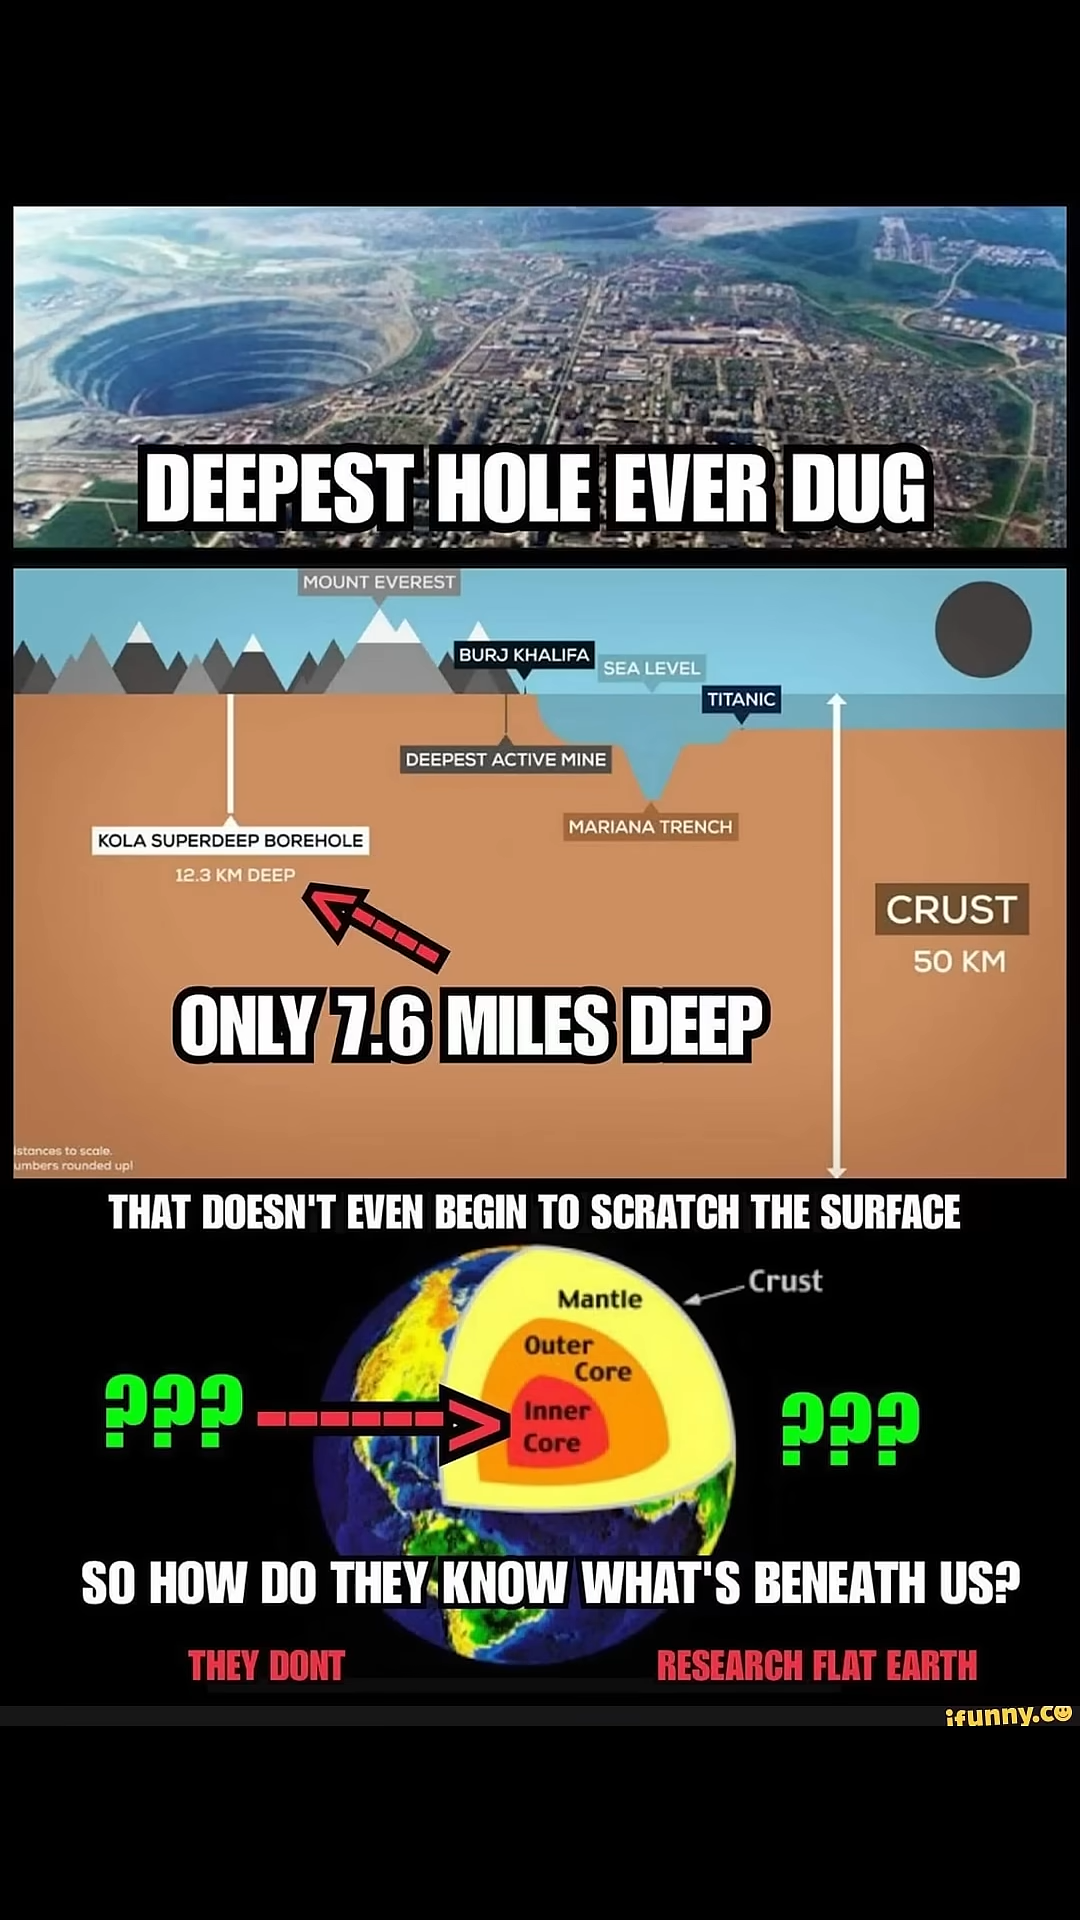 DEEPEST HOLE EVER DUG
MOUNT EVEREST
BURJ KHALIFA
SEA LEVEL
TITANIC
DEEPEST ACTIVE MINE
MARIANA TRENCH
KOLA SUPERDEEP BOREHOLE
12.3 KM DEEP
CRUST
50 KM
ONLY 7.6 MILES DEEP
istances to scale.
umbers rounded up!
THAT DOESN'T EVEN BEGIN TO SCRATCH THE SURFACE
Crust
Mantle
Outer
Core
Inner
Core
???
???
SO HOW DO THEY KNOW WHAT'S BENEATH US?
THEY DONT
RESEARCH FLAT EARTH
ifunny.co